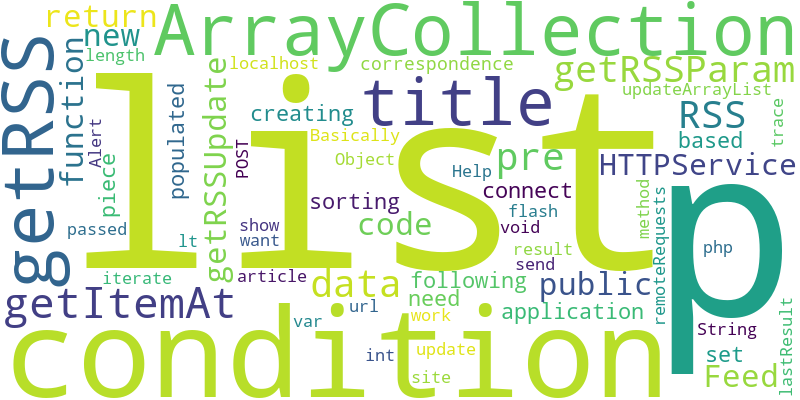 return
new
ArrayCollection
length
localhost
correspondence
getRSSParam
updateArrayList
getRSS
function
Alert
populated
getRSSUpdate
creating
title
RSS
trace
POST
Basically
Object
pre
based
piece
list
Help
connect
HTTPService
method
p
passed
lt
show
want
sorting
code
flash
void
remoteRequests
php
result
send
iterate
article
data
following
need
public
getItemAt
url
work
application
String
var
condition
int
update
site
set
Feed
lastResult